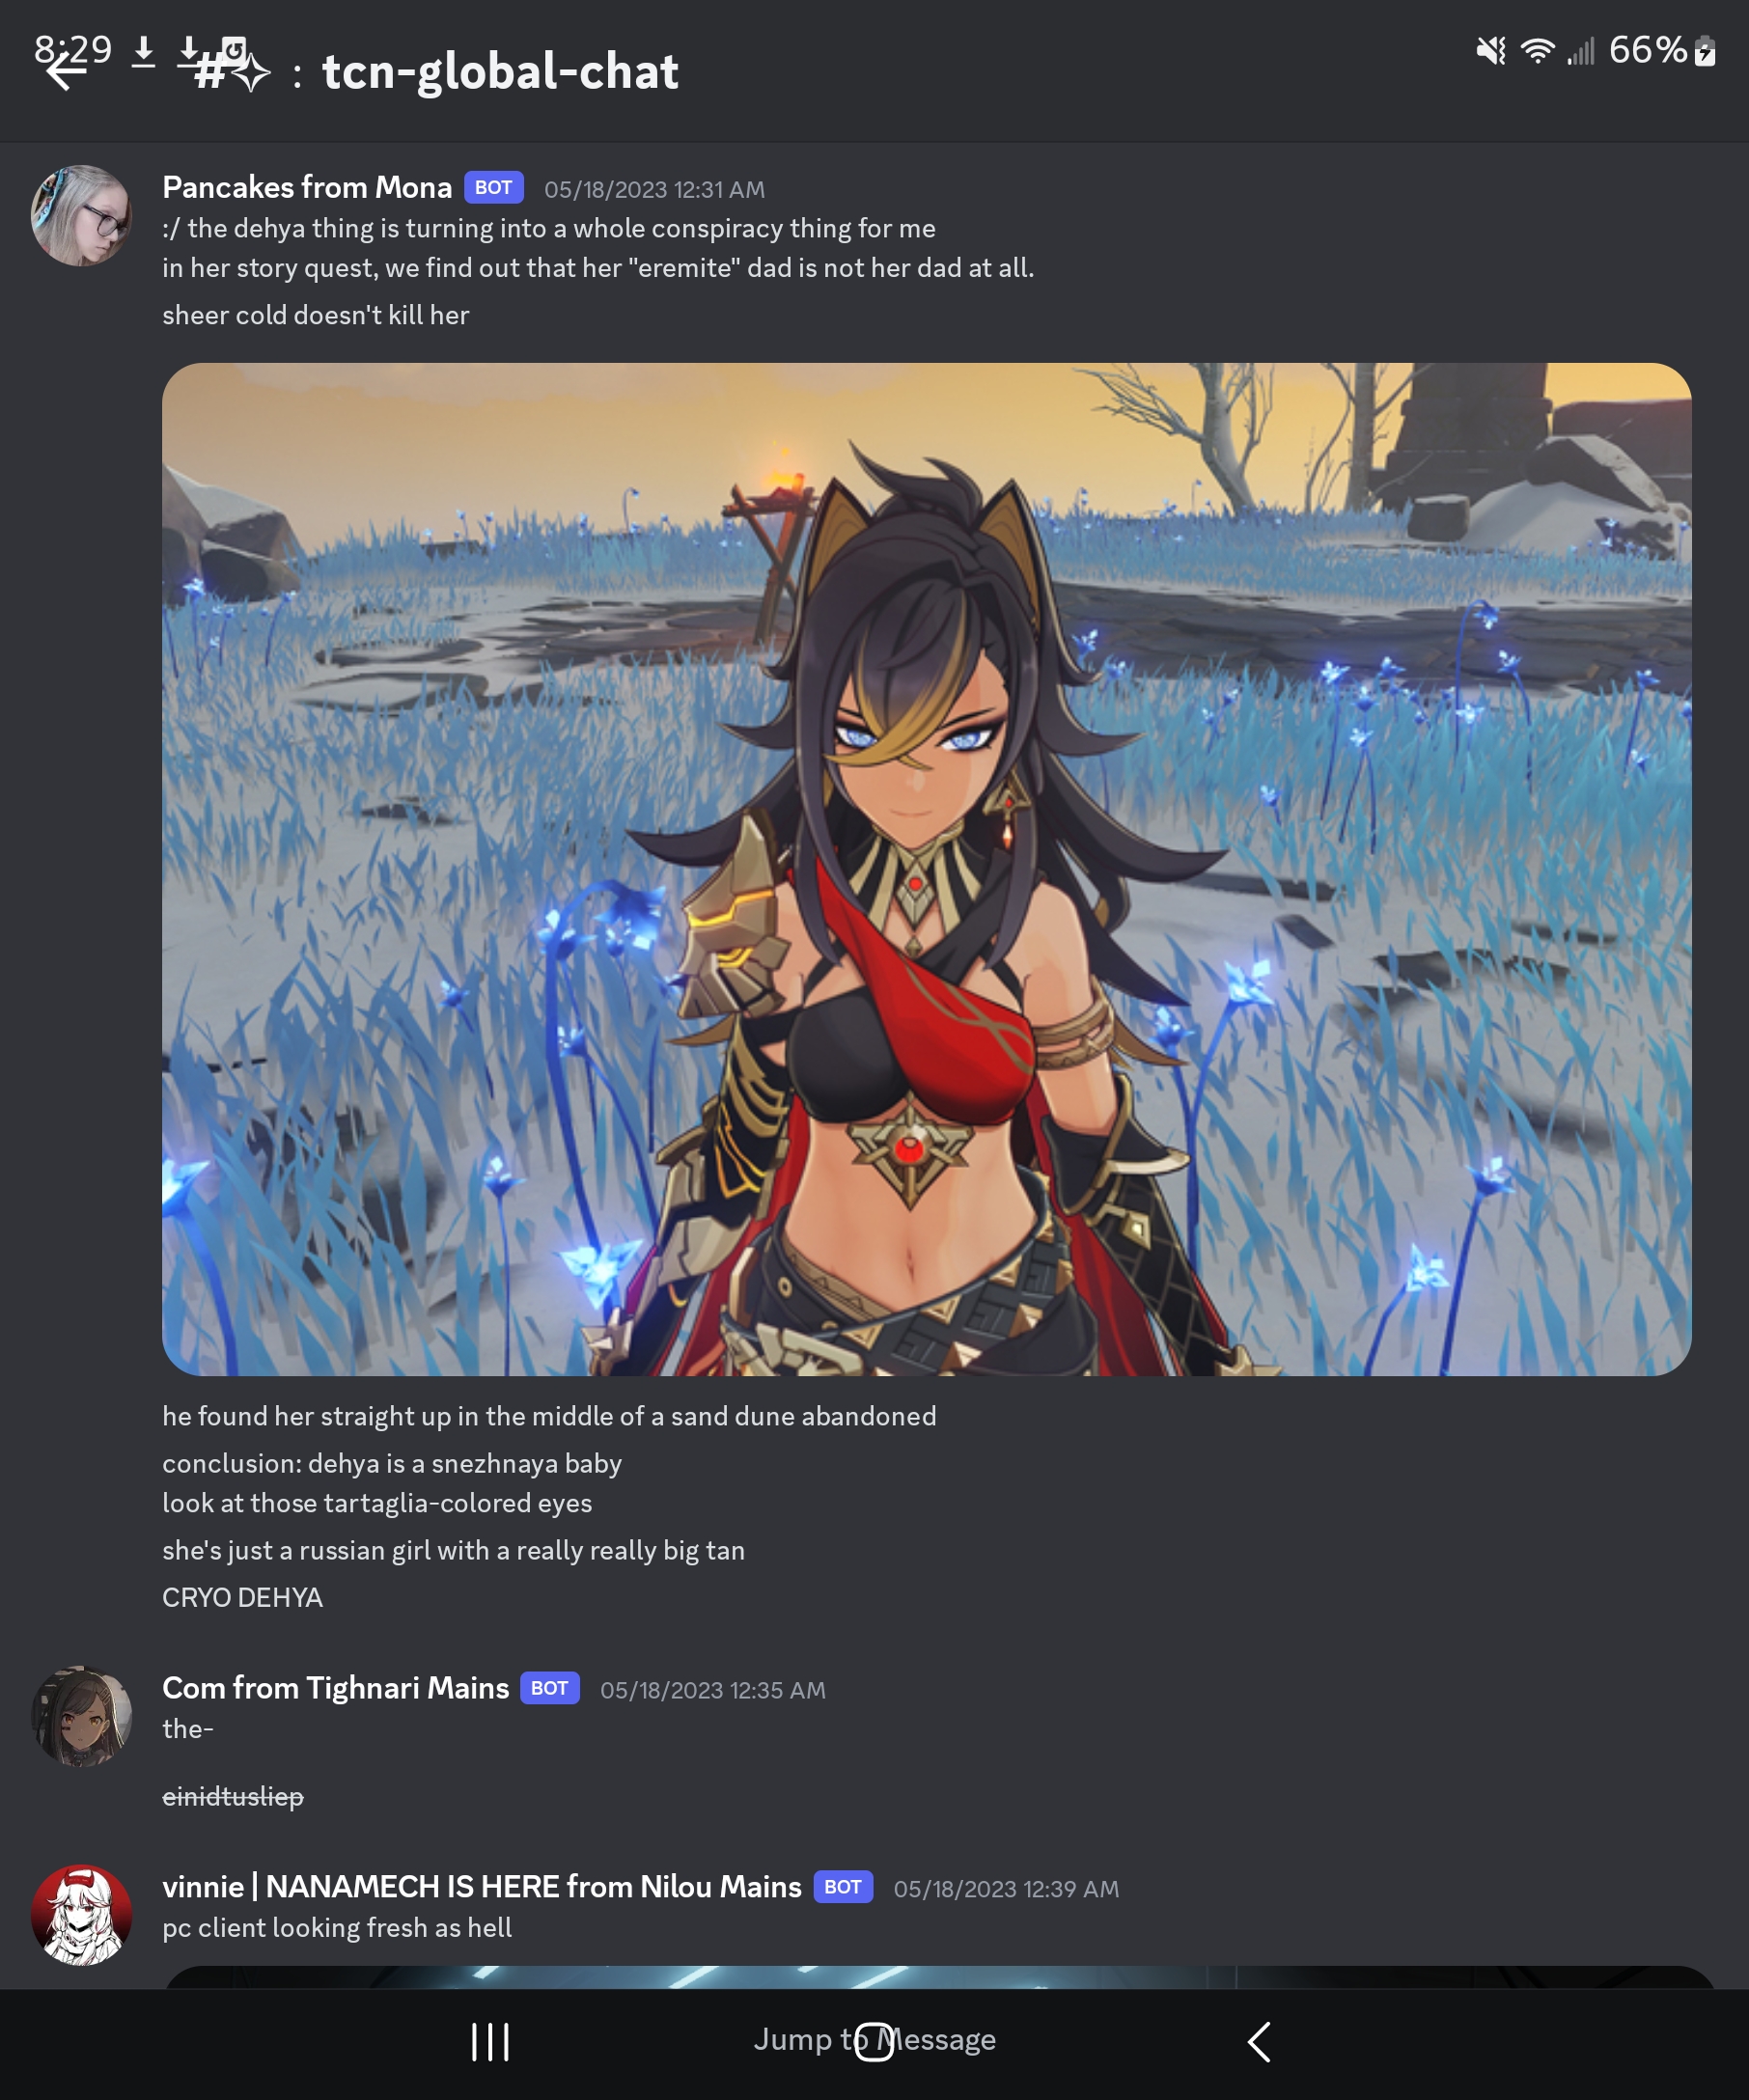 8:29
66%
# : tcn-global-chat
Pancakes from Mona BOT 05/18/2023 12:31 AM
:/ the dehya thing is turning into a whole conspiracy thing for me
in her story quest, we find out that her "eremite" dad is not her dad at all.
sheer cold doesn't kill her
he found her straight up in the middle of a sand dune abandoned
conclusion: dehya is a snezhnaya baby
look at those tartaglia-colored eyes
she's just a russian girl with a really really big tan
CRYO DEHYA
Com from Tighnari Mains BOT 05/18/2023 12:35 AM
the-
einidtusliep
vinnie | NANAMECH IS HERE from Nilou Mains BOT 05/18/2023 12:39 AM
pc client looking fresh as hell
Jump to Message